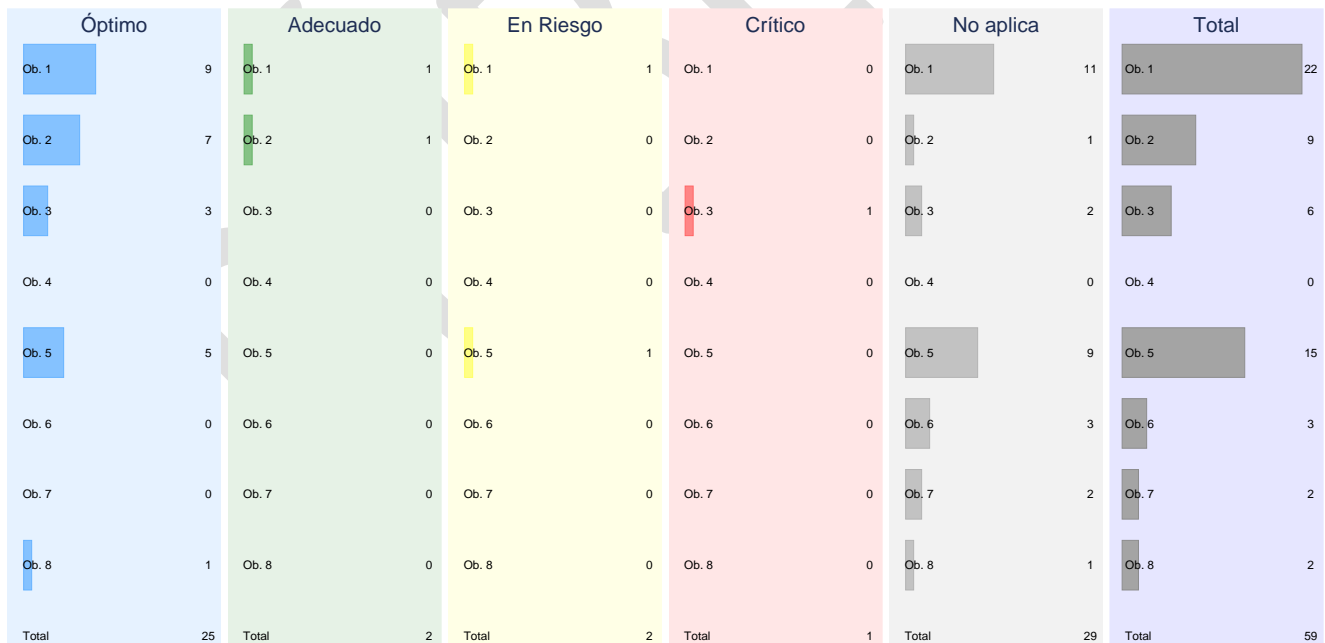 Óptimo Adecuado En Riesgo Crítico No aplica Total
Ob. 1 9 Ob. 1 1 Ob. 1 1 Ob. 1 0 Ob. 1 11 Ob. 1 22
Ob. 2 7 Ob. 2 1 Ob. 2 0 Ob. 2 0 Ob. 2 1 Ob. 2 9
Ob. 3 3 Ob. 3 0 Ob. 3 0 Ob. 3 1 Ob. 3 2 Ob. 3 6
Ob. 4 0 Ob. 4 0 Ob. 4 0 Ob. 4 0 Ob. 4 0 Ob. 4 0
Ob. 5 5 Ob. 5 0 Ob. 5 1 Ob. 5 0 Ob. 5 9 Ob. 5 15
Ob. 6 0 Ob. 6 0 Ob. 6 0 Ob. 6 0 Ob. 6 3 Ob. 6 3
Ob. 7 0 Ob. 7 0 Ob. 7 0 Ob. 7 0 Ob. 7 2 Ob. 7 2
Ob. 8 1 Ob. 8 0 Ob. 8 0 Ob. 8 0 Ob. 8 1 Ob. 8 2
Total 25 Total 2 Total 2 Total 1 Total 29 Total 59